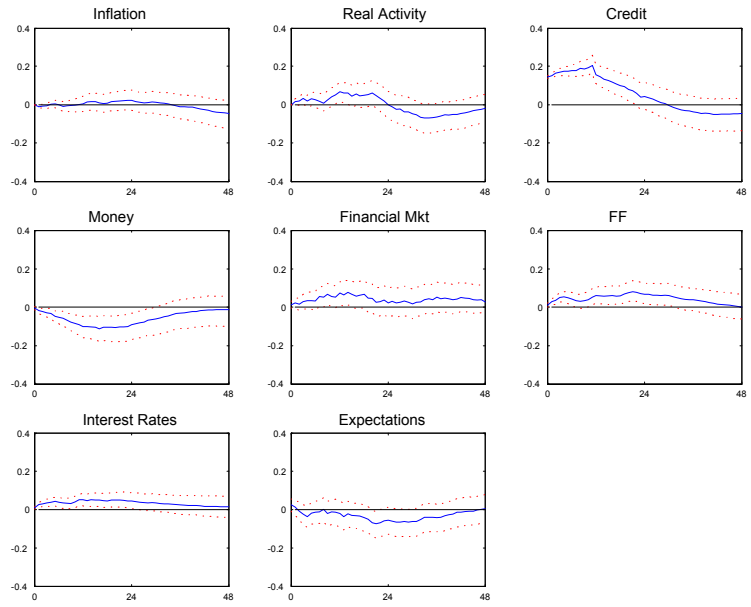 Inflation Real Activity Credit
0.4 0.4 0.4
0.2 0.2 0.2
0 0 0
-0.2 -0.2 -0.2
-0.4 -0.4 -0.4
0 24 48 0 24 48 0 24 48
Money Financial Mkt FF
0.4 0.4 0.4
0.2 0.2 0.2
0 0 0
-0.2 -0.2 -0.2
-0.4 -0.4 -0.4
0 24 48 0 24 48 0 24 48
Interest Rates Expectations
0.4 0.4
0.2 0.2
0 0
-0.2 -0.2
-0.4 -0.4
0 24 48 0 24 48